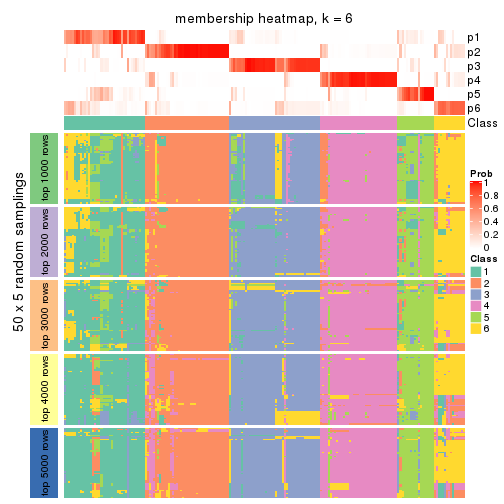 membership heatmap, k = 6
p1
p2
p3
p4
p5
p6
Class
50 x 5 random samplings
top 1000 rows
top 2000 rows
top 3000 rows
top 4000 rows
top 5000 rows
Prob
1
0.8
0.6
0.4
0.2
0
Class
1
2
3
4
5
6